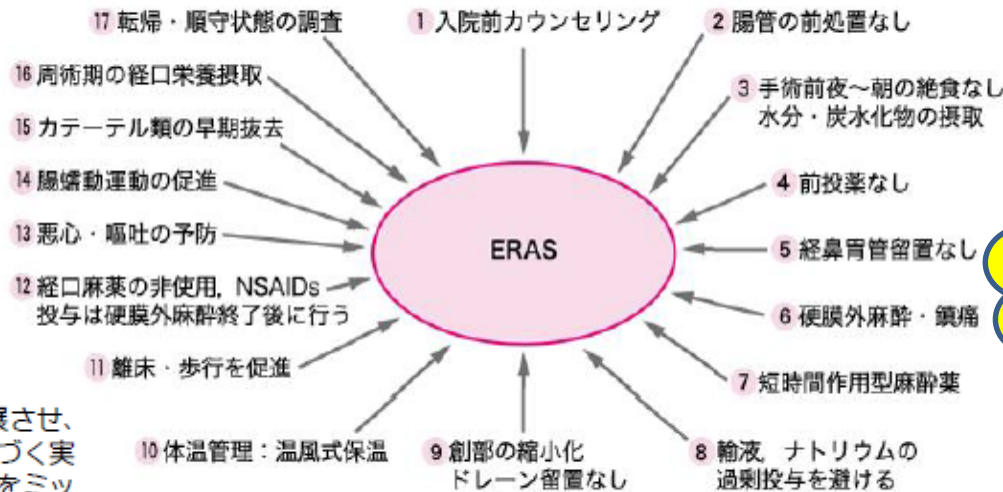 17 転帰・順守状態の調査
1 入院前カウンセリング
2 腸管の前処置なし
16 周術期の経口栄養摂取
3 手術前夜～朝の絶食なし
水分・炭水化物の摂取
15 カテーテル類の早期抜去
14 腸蠕動運動の促進
4 前投薬なし
13 悪心・嘔吐の予防
ERAS
5 経鼻胃管留置なし
12 経口麻薬の非使用，NSAIDs
投与は硬膜外麻酔終了後に行う
6 硬膜外麻酔・鎮痛
11 離床・歩行を促進
7 短時間作用型麻酔薬
展させ、
づく実
をミッ
10 体温管理：温風式保温
9 創部の縮小化
ドレーン留置なし
8 輸液，ナトリウムの
過剰投与を避ける